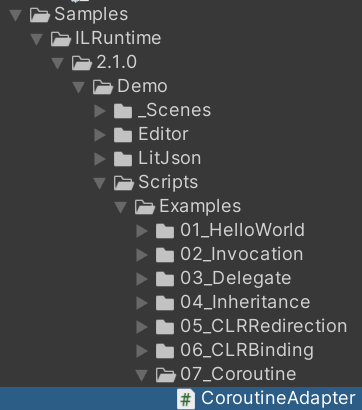 Samples
ILRuntime
2.1.0
Demo
_Scenes
Editor
LitJson
Scripts
Examples
01_HelloWorld
02_Invocation
03_Delegate
04_Inheritance
05_CLRRedirection
06_CLRBinding
07_Coroutine
# CoroutineAdapter